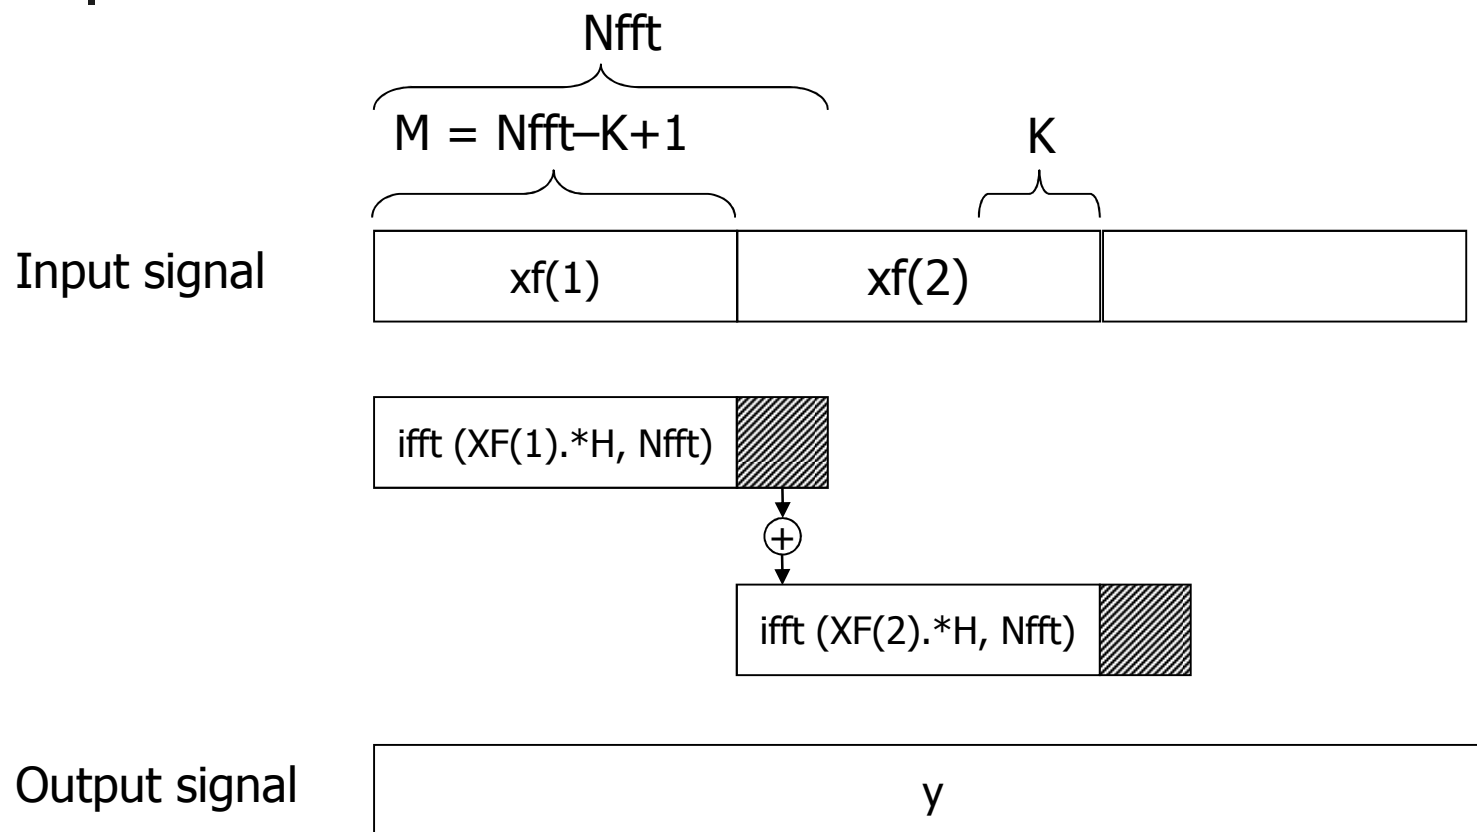 Nfft
M = Nfft–K+1
K
Input signal
xf(1)
xf(2)
ifft (XF(1).*H, Nfft)
+
ifft (XF(2).*H, Nfft)
Output signal
y